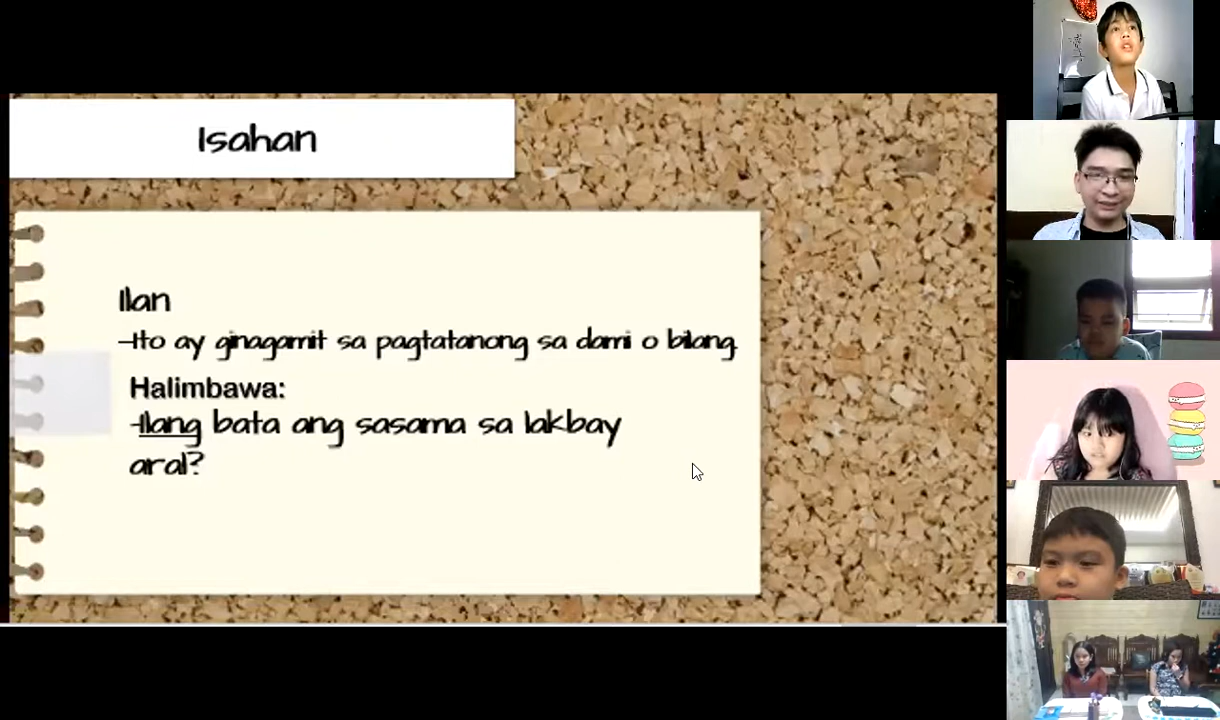 Isahan
Ilan
-Ito ay ginagamit sa pagtatanong sa dami o bilang.
Halimbawa:
-Ilang bata ang sasama sa lakbay
aral?